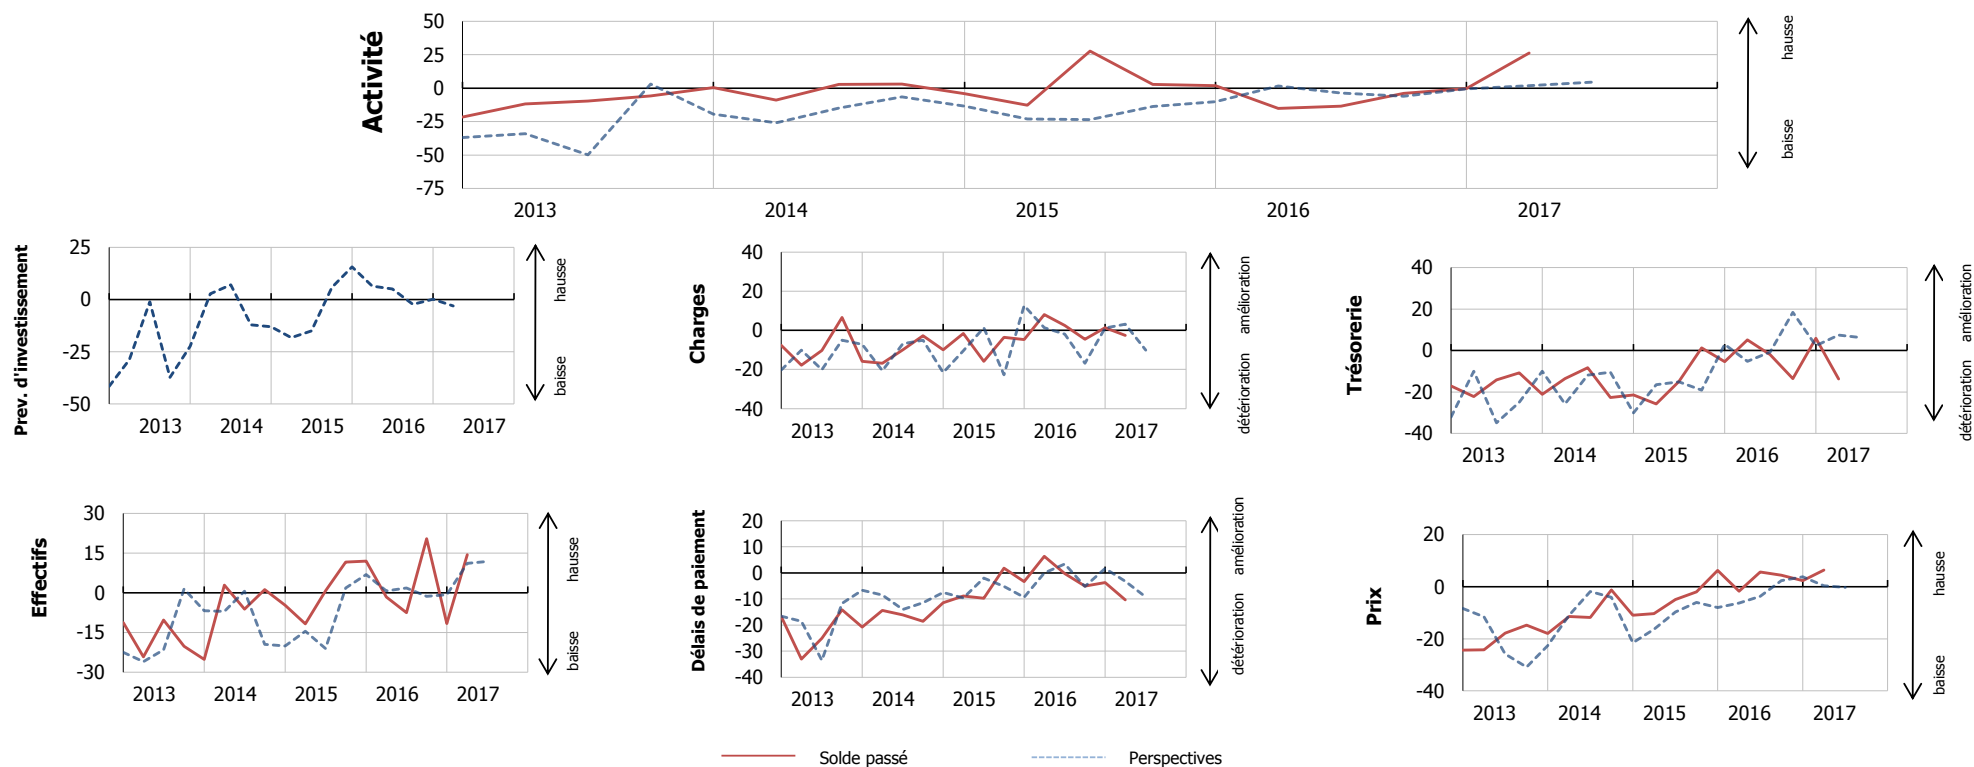 Activité
50
25
0
-25
-50
-75
2013 2014 2015 2016 2017
hausse
baisse
Prev. d'investissement
25
0
-25
-50
2013 2014 2015 2016 2017
hausse
baisse
Charges
40
20
0
-20
-40
2013 2014 2015 2016 2017
amélioration
détérioration
Trésorerie
40
20
0
-20
-40
2013 2014 2015 2016 2017
amélioration
détérioration
Effectifs
30
15
0
-15
-30
2013 2014 2015 2016 2017
hausse
baisse
Délais de paiement
20
10
0
-10
-20
-30
-40
2013 2014 2015 2016 2017
amélioration
détérioration
Prix
20
0
-20
-40
2013 2014 2015 2016 2017
hausse
baisse
Solde passé Perspectives